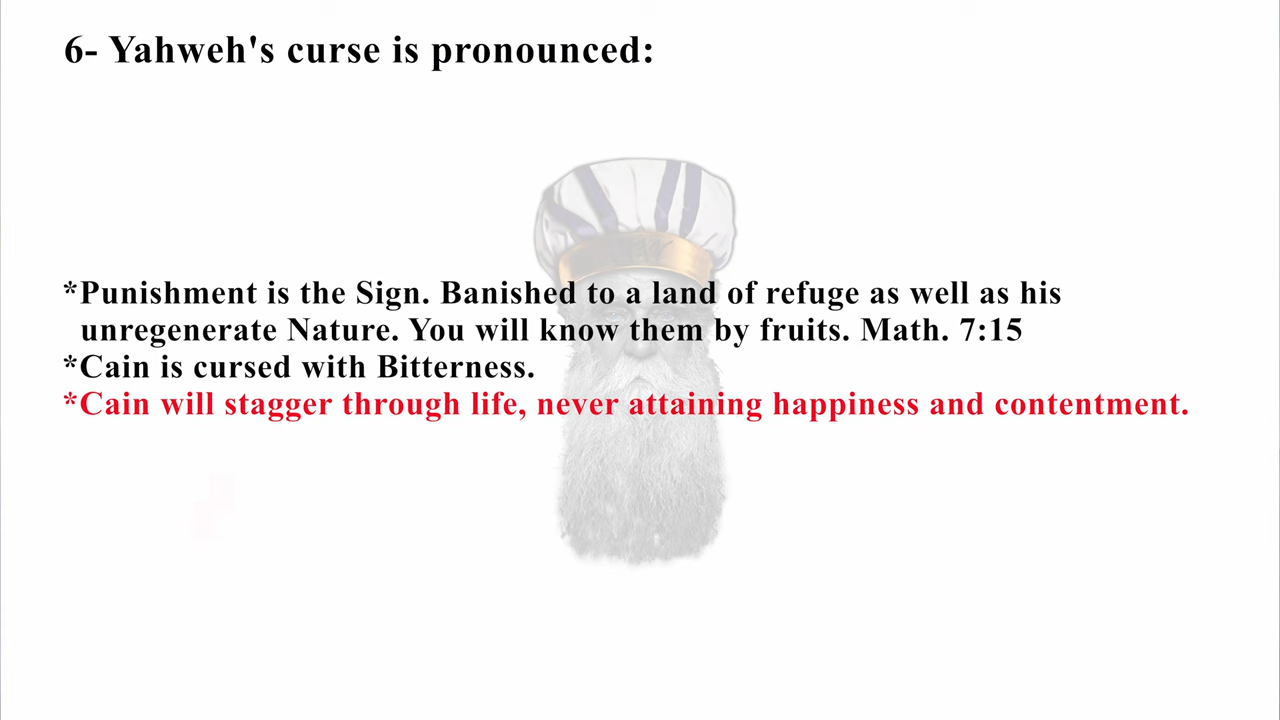 6- Yahweh's curse is pronounced:
*Punishment is the Sign. Banished to a land of refuge as well as his
unregenerate Nature. You will know them by fruits. Math. 7:15
*Cain is cursed with Bitterness.
*Cain will stagger through life, never attaining happiness and contentment.